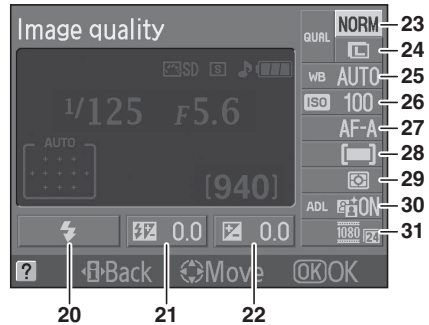 Image quality
QUAL NORM 23
L 24
SD S
WB AUTO 25
ISO 100 26
1/125 F5.6
AF-A 27
AUTO
28
29
[940]
ADL ON 30
1080 24 31
0.0 0.0
? Back Move OK OK
20 21 22